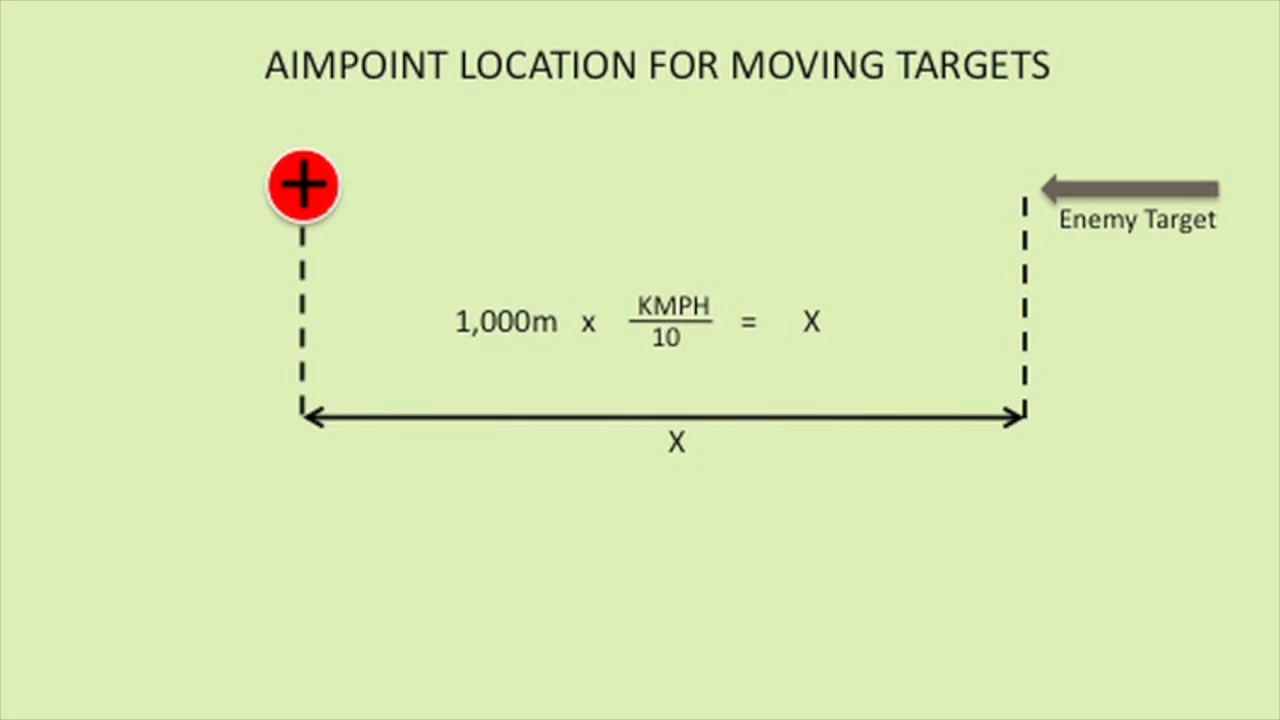 AIMPOINT LOCATION FOR MOVING TARGETS
Enemy Target
1,000m x KMPH/10 = X
X